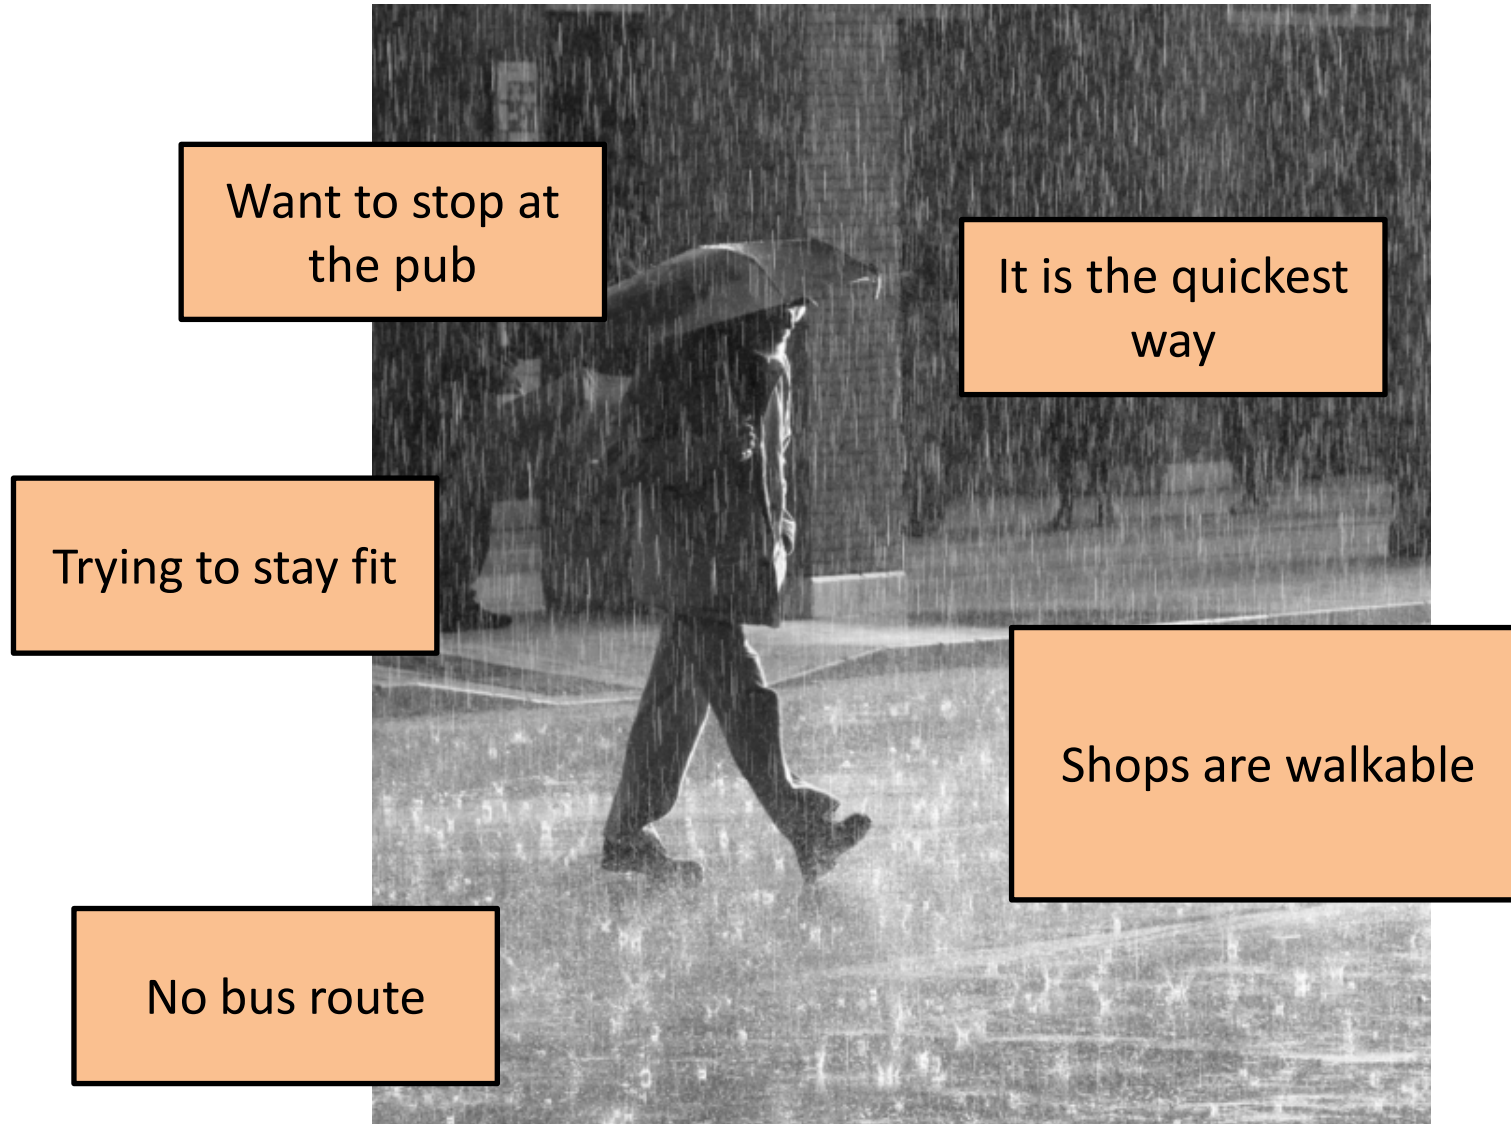 Want to stop at
the pub
It is the quickest
way
Trying to stay fit
Shops are walkable
No bus route